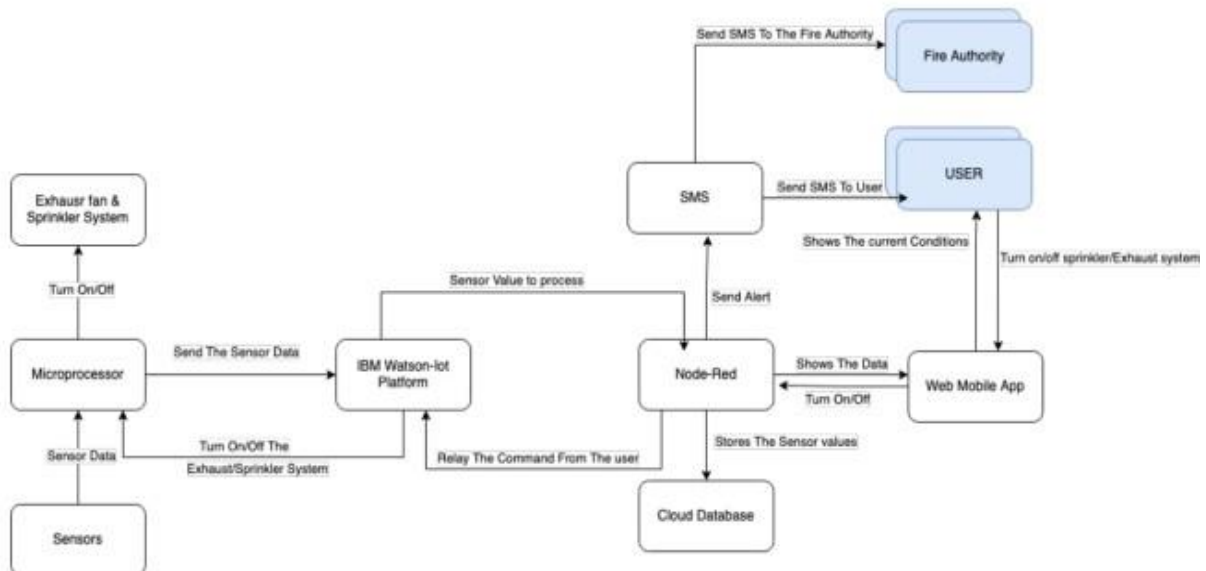 Send SMS To The Fire Authority
Fire Authority
USER
SMS
Send SMS To User
Exhausr fan &
Sprinkler System
Shows The current Conditions
Turn on/off sprinkler/Exhaust system
Sensor Value to process
Turn On/Off
Send Alert
Send The Sensor Data
Microprocessor
IBM Watson-Iot
Platform
Node-Red
Shows The Data
Web Mobile App
Turn On/Off
Sensor Data
Turn On/Off The
Exhaust/Sprinkler System
Relay The Command From The user
Stores The Sensor values
Cloud Database
Sensors